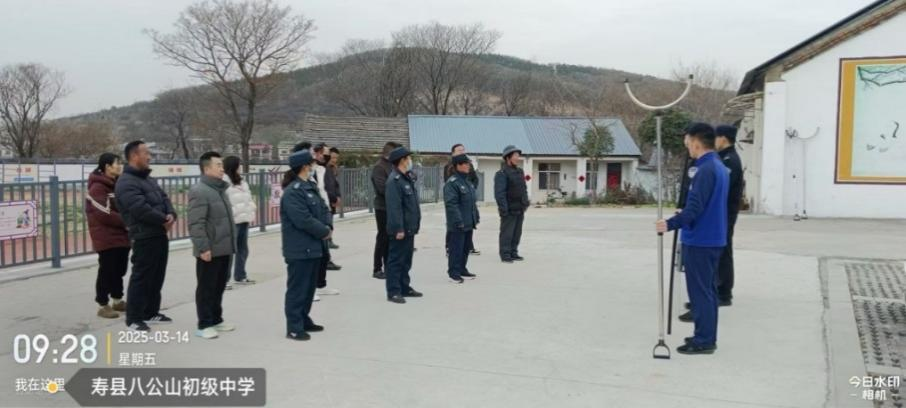 09:28
2025-03-14
星期五
我在这里
寿县八公山初级中学
今日水印
-相机